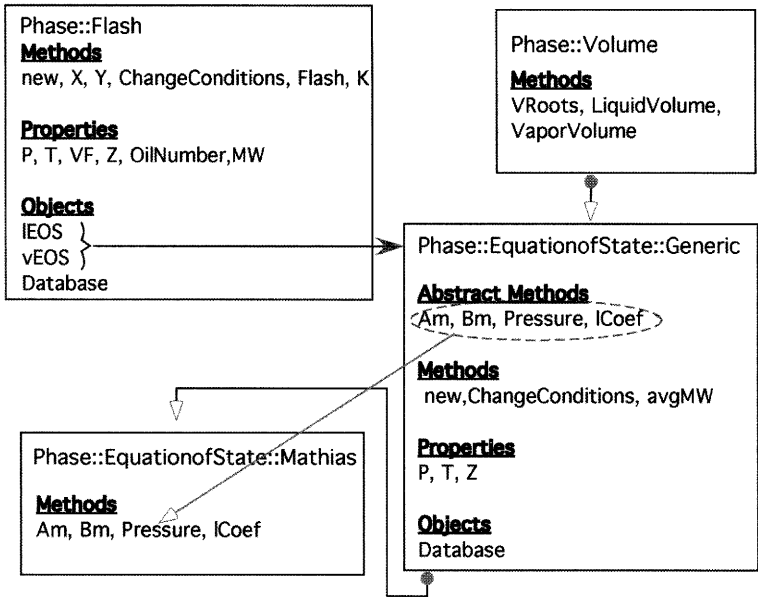 Phase::Flash
Methods
new, X, Y, ChangeConditions, Flash, K
Properties
P, T, VF, Z, OilNumber,MW
Objects
lEOS
vEOS
Database
Phase::Volume
Methods
VRoots, LiquidVolume,
VaporVolume
Phase::EquationofState::Generic
Abstract Methods
Am, Bm, Pressure, lCoef
Methods
new,ChangeConditions, avgMW
Properties
P, T, Z
Objects
Database
Phase::EquationofState::Mathias
Methods
Am, Bm, Pressure, lCoef